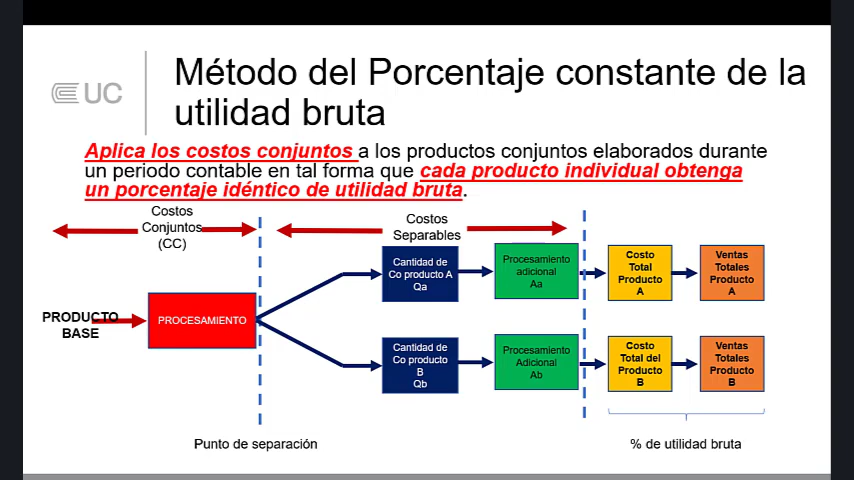 UC
Método del Porcentaje constante de la
utilidad bruta
Aplica los costos conjuntos a los productos conjuntos elaborados durante
un periodo contable en tal forma que cada producto individual obtenga
un porcentaje idéntico de utilidad bruta.
Costos
Conjuntos
(CC)
Costos
Separables
PRODUCTO
BASE
PROCESAMIENTO
Cantidad de
Co producto A
Qa
Procesamiento
adicional
Aa
Costo
Total
Producto
A
Ventas
Totales
Producto
A
Cantidad de
Co producto
B
Qb
Procesamiento
Adicional
Ab
Costo
Total del
Producto
B
Ventas
Totales
Producto
B
Punto de separación
% de utilidad bruta